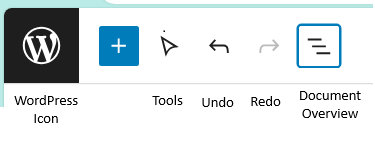 WordPress
Icon
Tools
Undo
Redo
Document
Overview